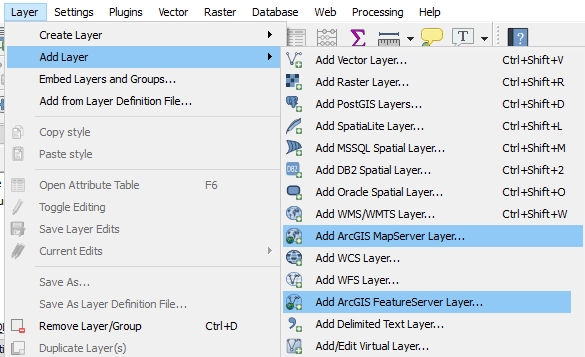 Layer Settings Plugins Vector Raster Database Web Processing Help
Create Layer
Add Layer
Embed Layers and Groups...
Add from Layer Definition File...
Copy style
Paste style
Open Attribute Table F6
Toggle Editing
Save Layer Edits
Current Edits
Save As...
Save As Layer Definition File...
Remove Layer/Group Ctrl+D
Duplicate Layer(s)
Add Vector Layer... Ctrl+Shift+V
Add Raster Layer... Ctrl+Shift+R
Add PostGIS Layers... Ctrl+Shift+D
Add SpatiaLite Layer... Ctrl+Shift+L
Add MSSQL Spatial Layer... Ctrl+Shift+M
DB2 Add DB2 Spatial Layer... Ctrl+Shift+2
Add Oracle Spatial Layer... Ctrl+Shift+O
Add WMS/WMTS Layer... Ctrl+Shift+W
Add ArcGIS MapServer Layer...
Add WCS Layer...
Add WFS Layer...
Add ArcGIS FeatureServer Layer...
Add Delimited Text Layer...
Add/Edit Virtual Layer...